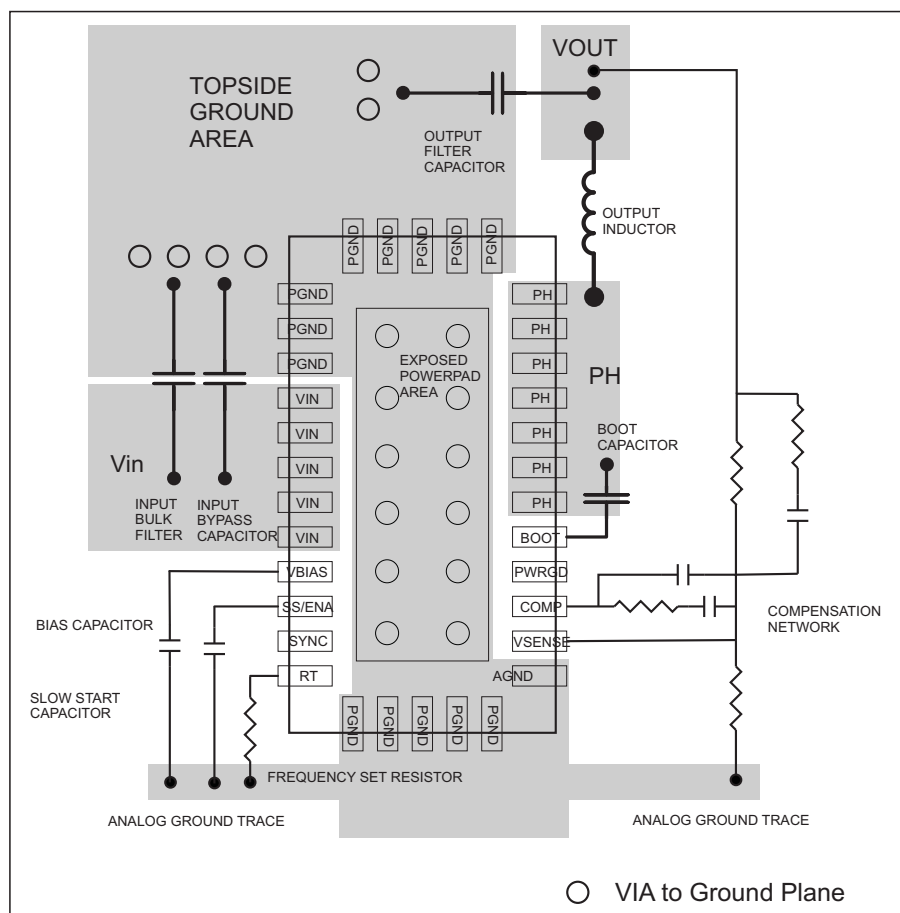 VOUT
TOPSIDE
GROUND
AREA
OUTPUT
FILTER
CAPACITOR
OUTPUT
INDUCTOR
PGND
PGND
PGND
PGND
PGND
PGND
PGND
PGND
VIN
VIN
VIN
VIN
VIN
VBIAS
SS/ENA
SYNC
RT
EXPOSED
POWERPAD
AREA
PH
PH
PH
PH
PH
PH
PH
BOOT
PWRGD
COMP
VSENSE
AGND
PGND
PGND
PGND
PGND
PGND
PH
BOOT
CAPACITOR
Vin
INPUT
BULK
FILTER
INPUT
BYPASS
CAPACITOR
BIAS CAPACITOR
SLOW START
CAPACITOR
COMPENSATION
NETWORK
FREQUENCY SET RESISTOR
ANALOG GROUND TRACE
ANALOG GROUND TRACE
VIA to Ground Plane